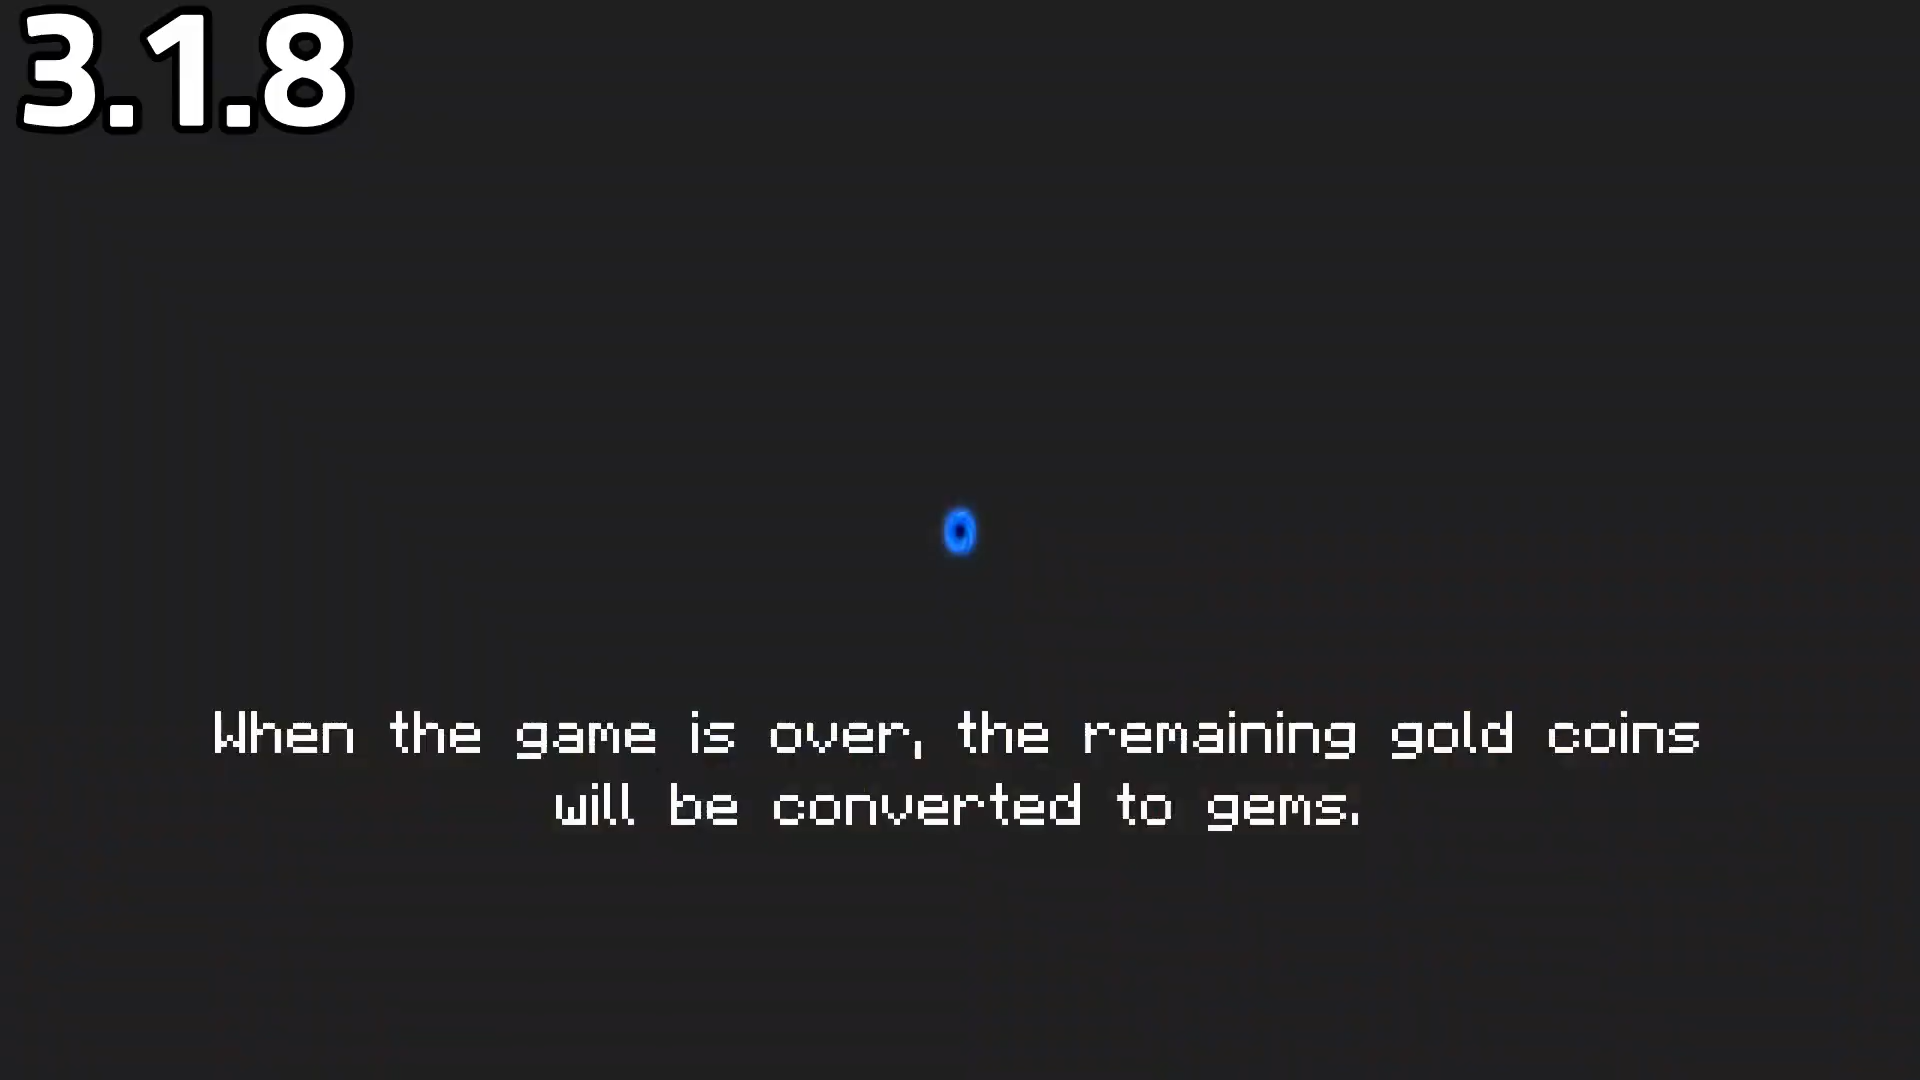 3.1.8
When the game is over, the remaining gold coins
will be converted to gems.